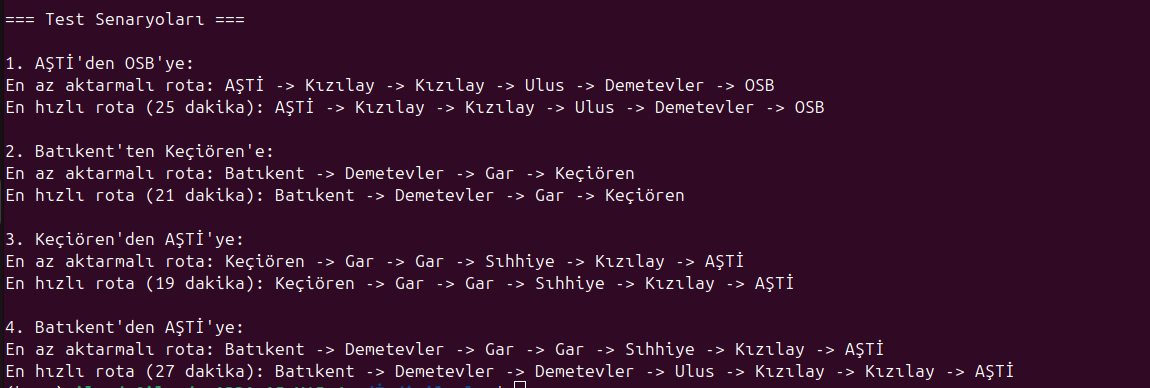 === Test Senaryoları ===
1. AŞTİ'den OSB'ye:
En az aktarmalı rota: AŞTİ -> Kızılay -> Kızılay -> Ulus -> Demetevler -> OSB
En hızlı rota (25 dakika): AŞTİ -> Kızılay -> Kızılay -> Ulus -> Demetevler -> OSB
2. Batıkent'ten Keçiören'e:
En az aktarmalı rota: Batıkent -> Demetevler -> Gar -> Keçiören
En hızlı rota (21 dakika): Batıkent -> Demetevler -> Gar -> Keçiören
3. Keçiören'den AŞTİ'ye:
En az aktarmalı rota: Keçiören -> Gar -> Gar -> Sıhhiye -> Kızılay -> AŞTİ
En hızlı rota (19 dakika): Keçiören -> Gar -> Gar -> Sıhhiye -> Kızılay -> AŞTİ
4. Batıkent'den AŞTİ'ye:
En az aktarmalı rota: Batıkent -> Demetevler -> Gar -> Gar -> Sıhhiye -> Kızılay -> AŞTİ
En hızlı rota (27 dakika): Batıkent -> Demetevler -> Demetevler -> Ulus -> Kızılay -> Kızılay -> AŞTİ